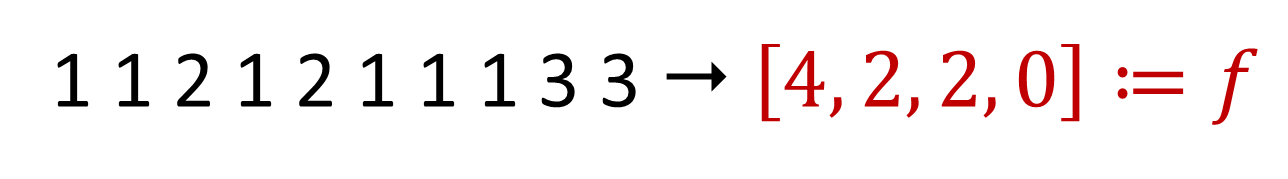 1 1 2 1 2 1 1 1 3 3 → [4, 2, 2, 0] ≔ f